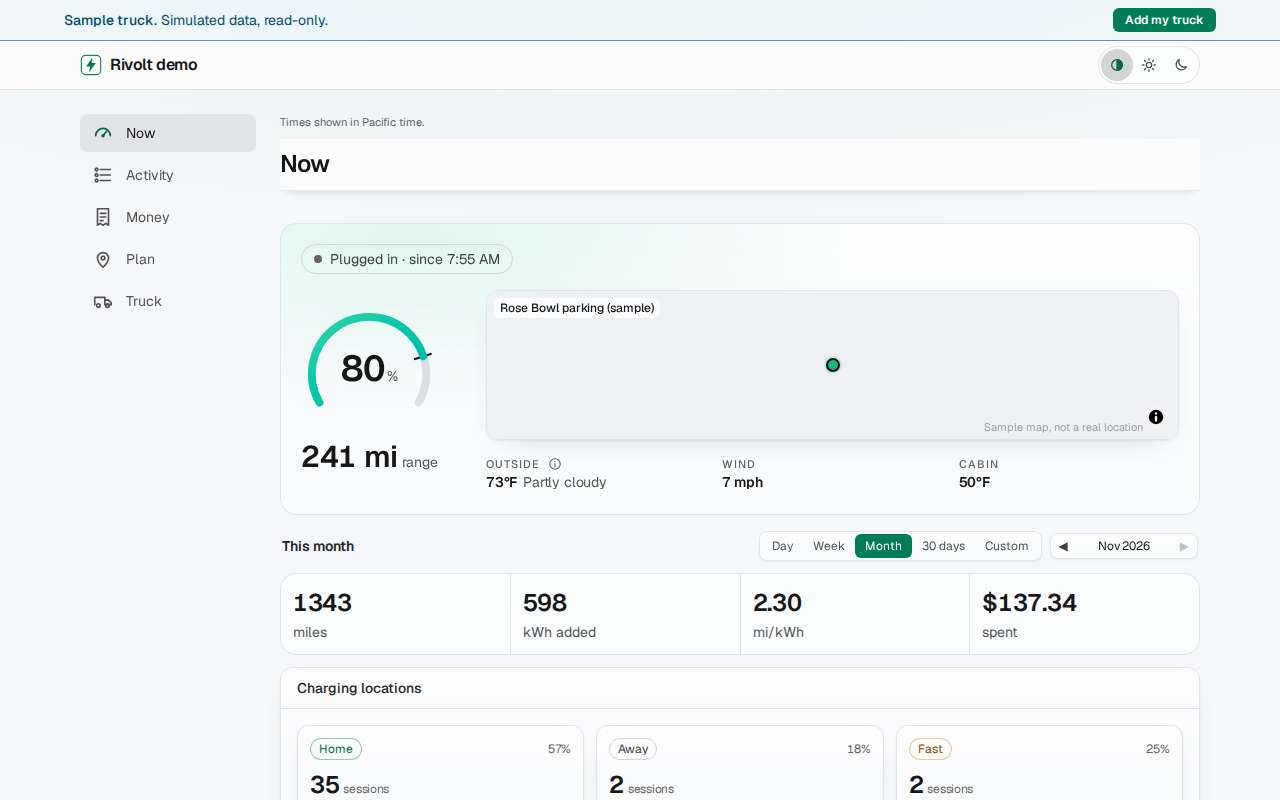 Sample truck. Simulated data, read-only.
Add my truck
Rivolt demo
Now
Activity
Money
Plan
Truck
Times shown in Pacific time.
Now
Plugged in · since 7:55 AM
80%
241 mi range
Rose Bowl parking (sample)
Sample map, not a real location
OUTSIDE
73°F Partly cloudy
WIND
7 mph
CABIN
50°F
This month
Day Week Month 30 days Custom
◀ Nov 2026 ▶
1343
miles
598
kWh added
2.30
mi/kWh
$137.34
spent
Charging locations
Home 57%
35 sessions
Away 18%
2 sessions
Fast 25%
2 sessions